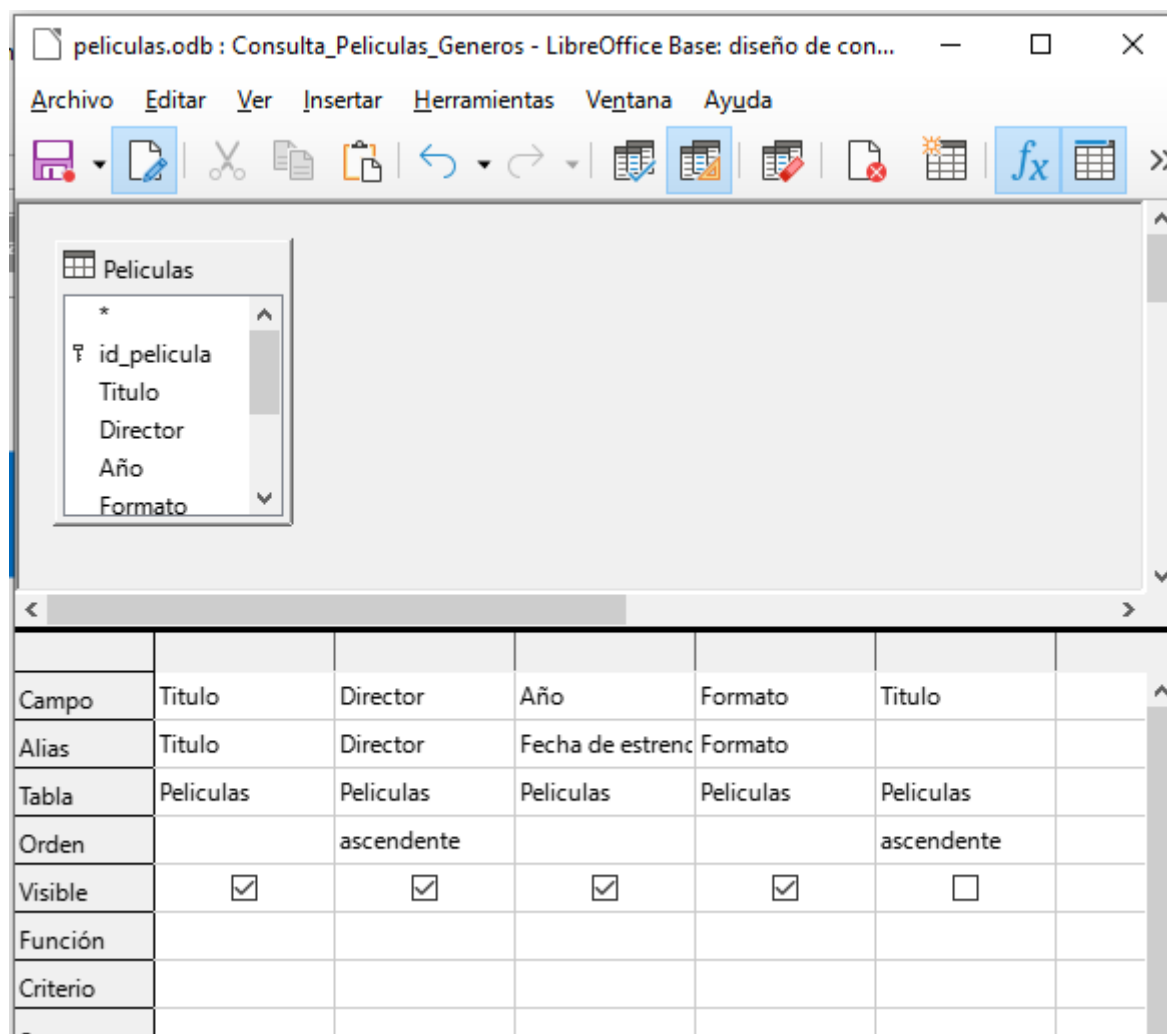 peliculas.odb : Consulta_Peliculas_Generos - LibreOffice Base: diseño de con...
Archivo Editar Ver Insertar Herramientas Ventana Ayuda
Peliculas
*
id_pelicula
Titulo
Director
Año
Formato
Campo Titulo Director Año Formato Titulo
Alias Titulo Director Fecha de estreno Formato
Tabla Peliculas Peliculas Peliculas Peliculas Peliculas
Orden ascendente ascendente
Visible
Función
Criterio